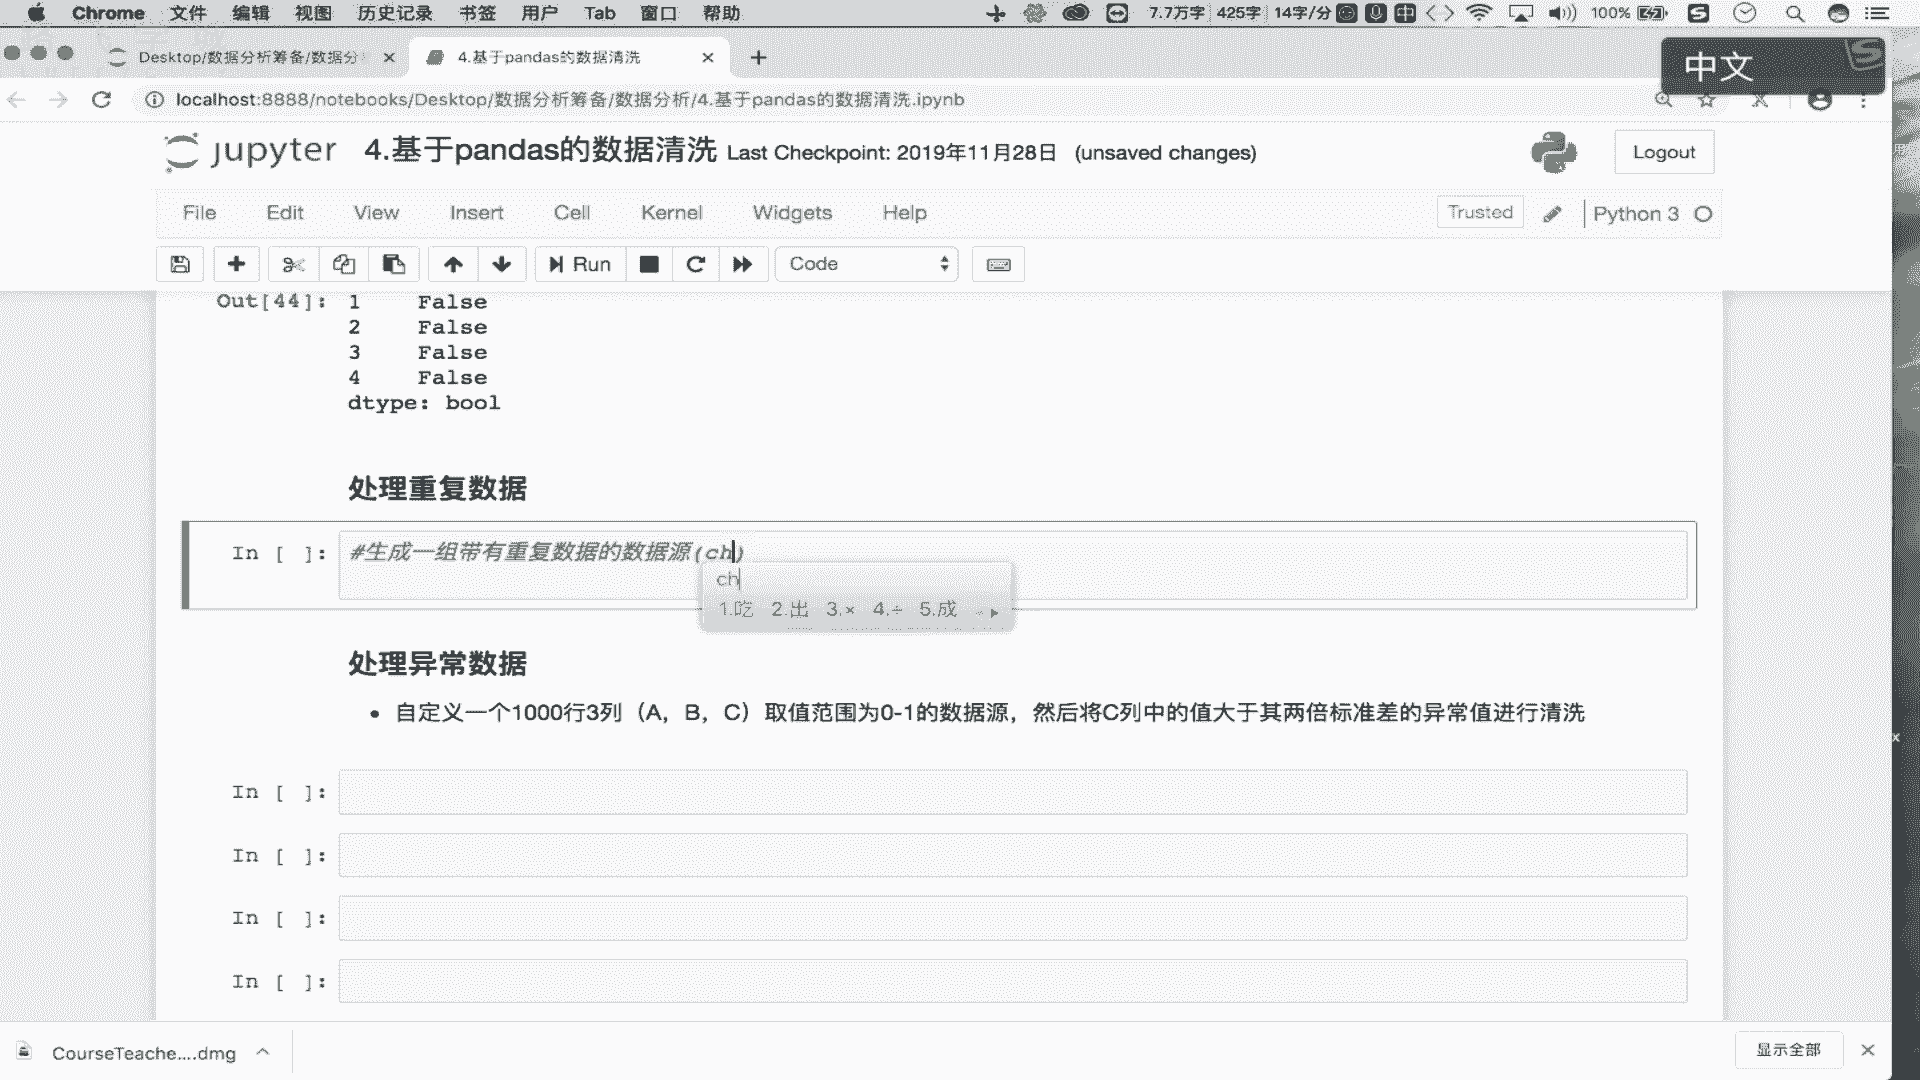 Chrome 文件 编辑 视图 历史记录 书签 用户 Tab 窗口 帮助 7.7万字 425字 14字/分 中 100%
Desktop/数据分析筹备/数据分 4.基于pandas的数据清洗
中文
localhost:8888/notebooks/Desktop/数据分析筹备/数据分析/4.基于pandas的数据清洗.ipynb
jupyter 4.基于pandas的数据清洗 Last Checkpoint: 2019年11月28日 (unsaved changes) Logout
File Edit View Insert Cell Kernel Widgets Help Trusted Python 3
Run Code
Out[44]: 1 False
2 False
3 False
4 False
dtype: bool
处理重复数据
In [ ]: #生成一组带有重复数据的数据源(ch)
ch
1.吃 2.出 3.× 4.÷ 5.成
处理异常数据
• 自定义一个1000行3列（A，B，C）取值范围为0-1的数据源，然后将C列中的值大于其两倍标准差的异常值进行清洗
In [ ]:
In [ ]:
In [ ]:
In [ ]:
CourseTeache....dmg 显示全部